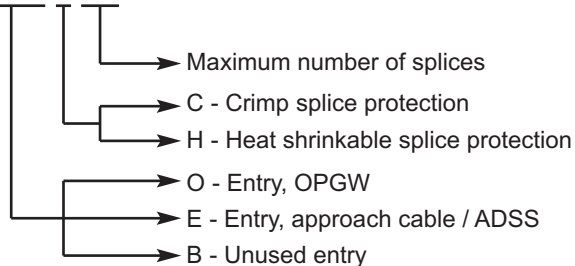 Maximum number of splices
C - Crimp splice protection
H - Heat shrinkable splice protection
O - Entry, OPGW
E - Entry, approach cable / ADSS
B - Unused entry